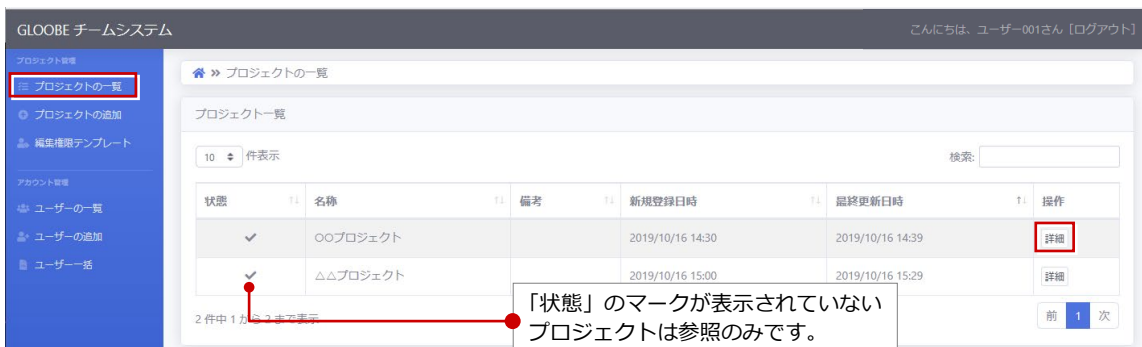 GLOOBE チームシステム
こんにちは、ユーザー001さん [ログアウト]
プロジェクト管理
プロジェクトの一覧
プロジェクトの追加
編集権限テンプレート
アカウント管理
ユーザーの一覧
ユーザーの追加
ユーザー一括
» プロジェクトの一覧
プロジェクト一覧
10 件表示
検索:
状態 名称 備考 新規登録日時 最終更新日時 操作
✓ ○○プロジェクト 2019/10/16 14:30 2019/10/16 14:39 詳細
✓ △△プロジェクト 2019/10/16 15:00 2019/10/16 15:29 詳細
「状態」のマークが表示されていない
プロジェクトは参照のみです。
2 件中 1 から 2 まで表示
前 1 次